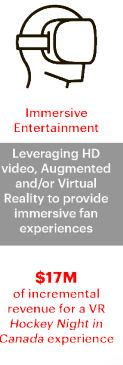 Immersive
Entertainment
Leveraging HD
video, Augmented
and/or Virtual
Reality to provide
immersive fan
experiences
$17M
of incremental
revenue for a VR
Hockey Night in
Canada experience